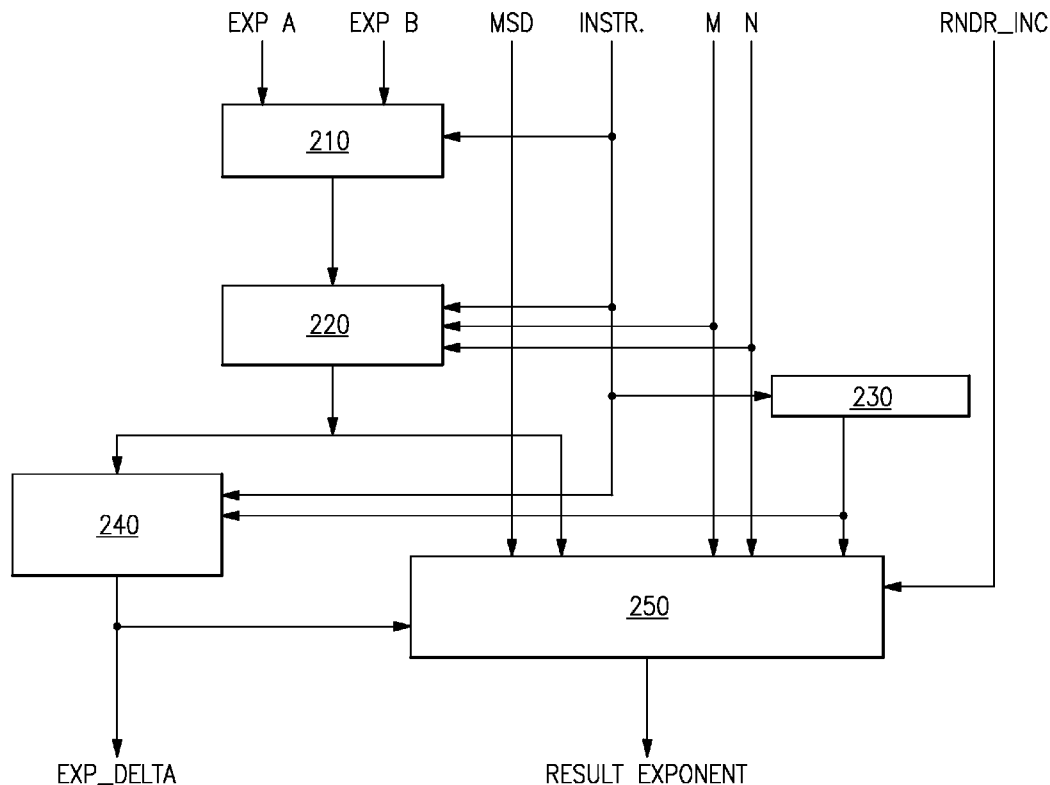 EXP A EXP B MSD INSTR. M N RNDR_INC
210
220
230
240
250
EXP_DELTA RESULT EXPONENT